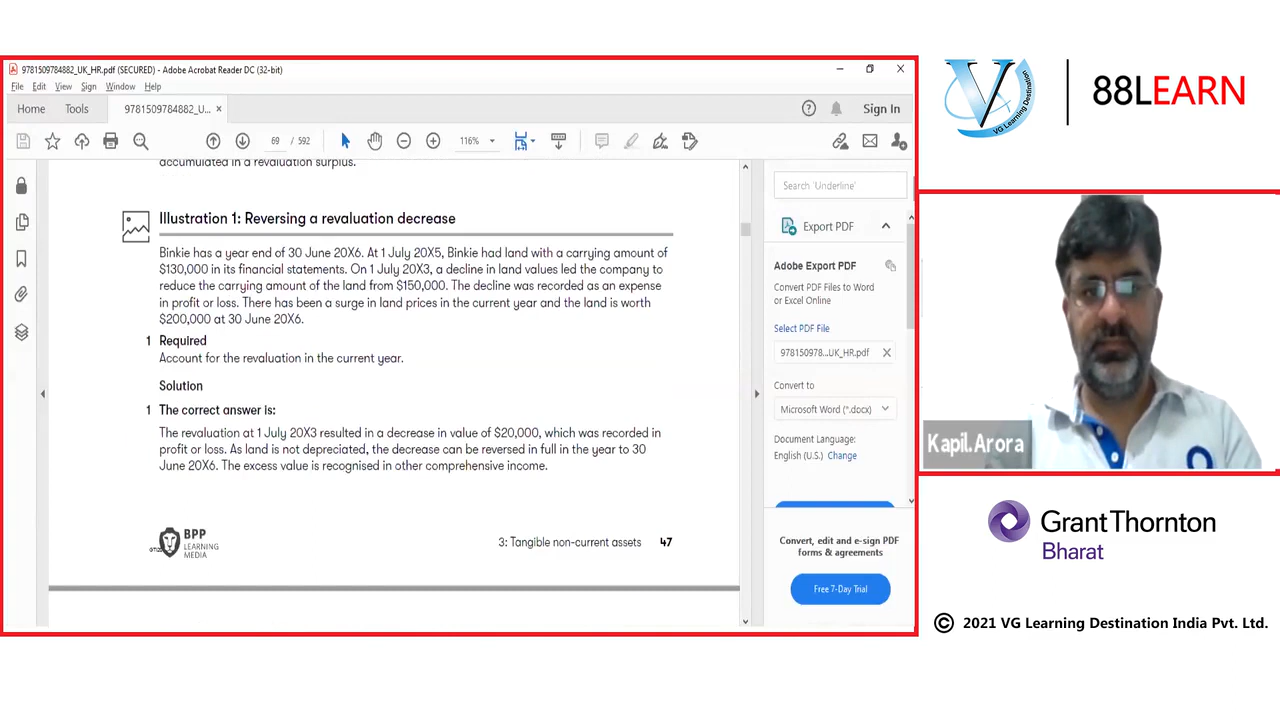 9781509784882_UK_HR.pdf (SECURED) - Adobe Acrobat Reader DC (32-bit)
File Edit View Sign Window Help
Home Tools 9781509784882_U... × Sign In
69 / 592 116%
accumulated in a revaluation surplus.
Illustration 1: Reversing a revaluation decrease
Binkie has a year end of 30 June 20X6. At 1 July 20X5, Binkie had land with a carrying amount of
$130,000 in its financial statements. On 1 July 20X3, a decline in land values led the company to
reduce the carrying amount of the land from $150,000. The decline was recorded as an expense
in profit or loss. There has been a surge in land prices in the current year and the land is worth
$200,000 at 30 June 20X6.
1 Required
Account for the revaluation in the current year.
Solution
1 The correct answer is:
The revaluation at 1 July 20X3 resulted in a decrease in value of $20,000, which was recorded in
profit or loss. As land is not depreciated, the decrease can be reversed in full in the year to 30
June 20X6. The excess value is recognised in other comprehensive income.
BPP
LEARNING
MEDIA
3: Tangible non-current assets 47
Search 'Underline'
Export PDF
Adobe Export PDF
Convert PDF Files to Word
or Excel Online
Select PDF File
978150978...UK_HR.pdf
Convert to
Microsoft Word (*.docx)
Document Language:
English (U.S.) Change
Convert, edit and e-sign PDF
forms & agreements
Free 7-Day Trial
V
VG Learning Destination
88LEARN
Kapil.Arora
Grant Thornton
Bharat
© 2021 VG Learning Destination India Pvt. Ltd.